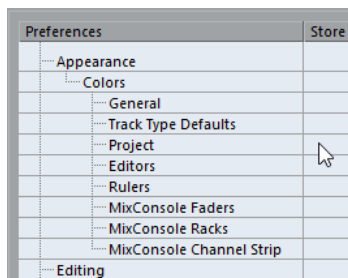 Preferences Store
Appearance
Colors
General
Track Type Defaults
Project
Editors
Rulers
MixConsole Faders
MixConsole Racks
MixConsole Channel Strip
Editing